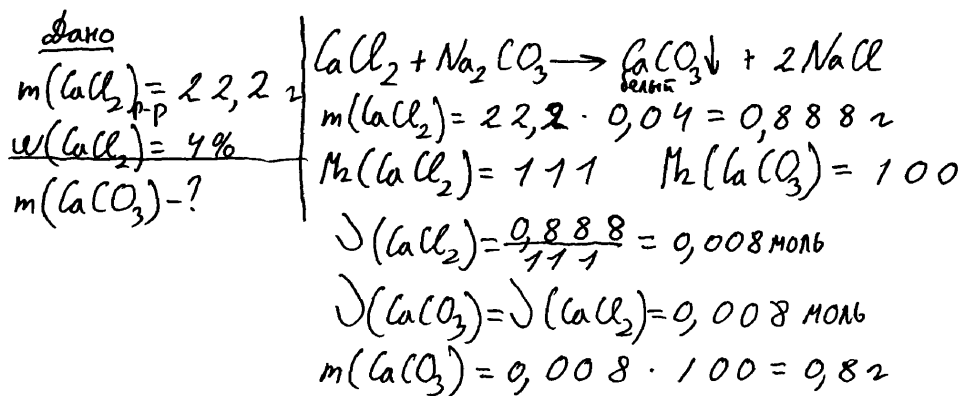 Дано
m(CaCl₂)р-р = 22,2 г
w(CaCl₂) = 4%
m(CaCO₃) - ?
CaCl₂ + Na₂CO₃ → CaCO₃↓ + 2NaCl
белый
m(CaCl₂) = 22,2 · 0,04 = 0,888 г
Mr(CaCl₂) = 111 Mr(CaCO₃) = 100
ν(CaCl₂) = 0,888/111 = 0,008 моль
ν(CaCO₃) = ν(CaCl₂) = 0,008 моль
m(CaCO₃) = 0,008 · 100 = 0,8 г